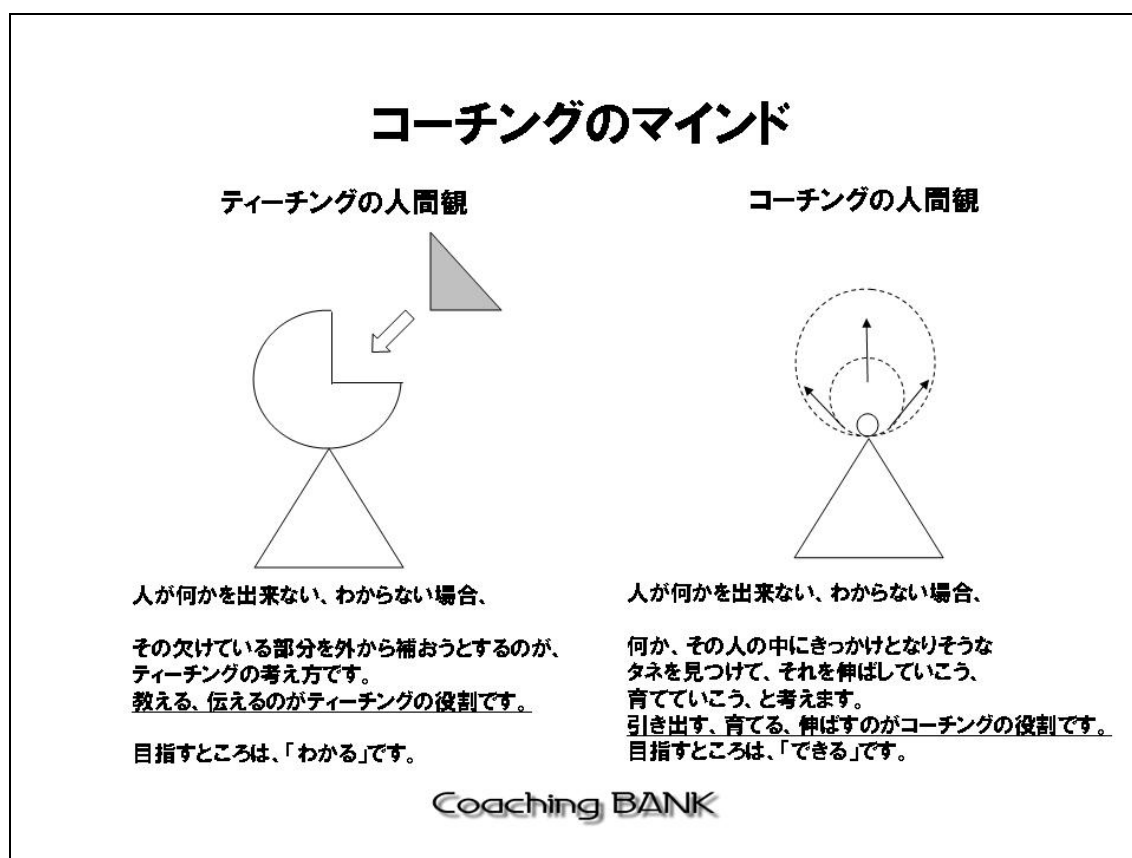 コーチングのマインド
ティーチングの人間観
人が何かを出来ない、わからない場合、
その欠けている部分を外から補おうとするのが、
ティーチングの考え方です。
教える、伝えるのがティーチングの役割です。
目指すところは、「わかる」です。
コーチングの人間観
人が何かを出来ない、わからない場合、
何か、その人の中にきっかけとなりそうな
タネを見つけて、それを伸ばしていこう、
育てていこう、と考えます。
引き出す、育てる、伸ばすのがコーチングの役割です。
目指すところは、「できる」です。
Coaching BANK